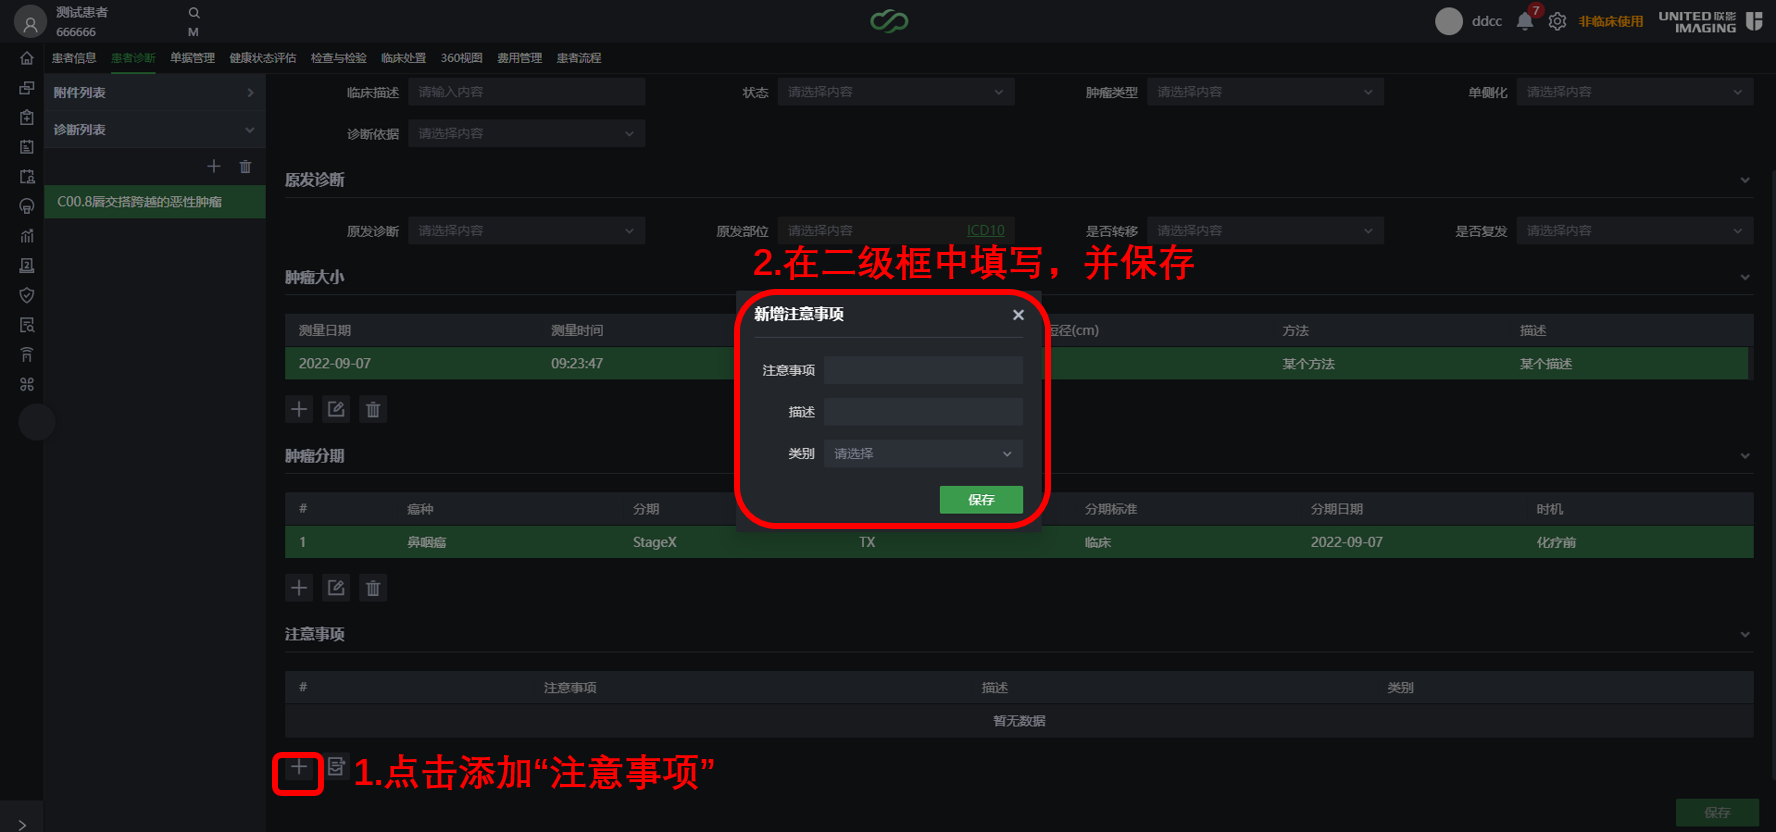 测试患者
666666 M
ddcc 7 非临床使用 UNITED 联影 IMAGING
患者信息 患者诊断 单据管理 健康状态评估 检查与检验 临床处置 360视图 费用管理 患者流程
附件列表
诊断列表
C00.8唇交搭跨越的恶性肿瘤
临床描述 请输入内容 状态 请选择内容 肿瘤类型 请选择内容 单侧化 请选择内容
诊断依据 请选择内容
原发诊断
原发诊断 请选择内容 原发部位 请选择内容 ICD10 是否转移 请选择内容 是否复发 请选择内容
2.在二级框中填写，并保存
肿瘤大小
测量日期 测量时间 短径(cm) 方法 描述
2022-09-07 09:23:47 某个方法 某个描述
新增注意事项
注意事项
描述
类别 请选择
保存
肿瘤分期
# 癌种 分期 分期标准 分期日期 时机
1 鼻咽癌 StageX TX 临床 2022-09-07 化疗前
注意事项
# 注意事项 描述 类别
暂无数据
1.点击添加“注意事项”
保存